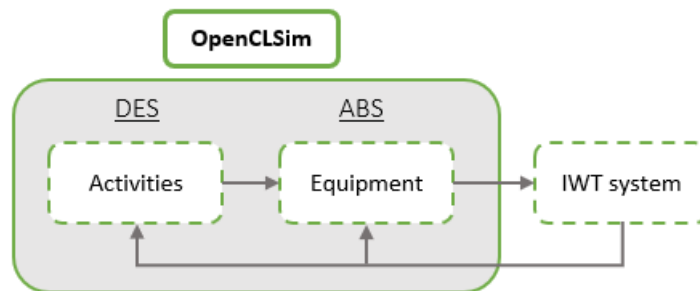 OpenCLSim
DES
ABS
Activities
Equipment
IWT system